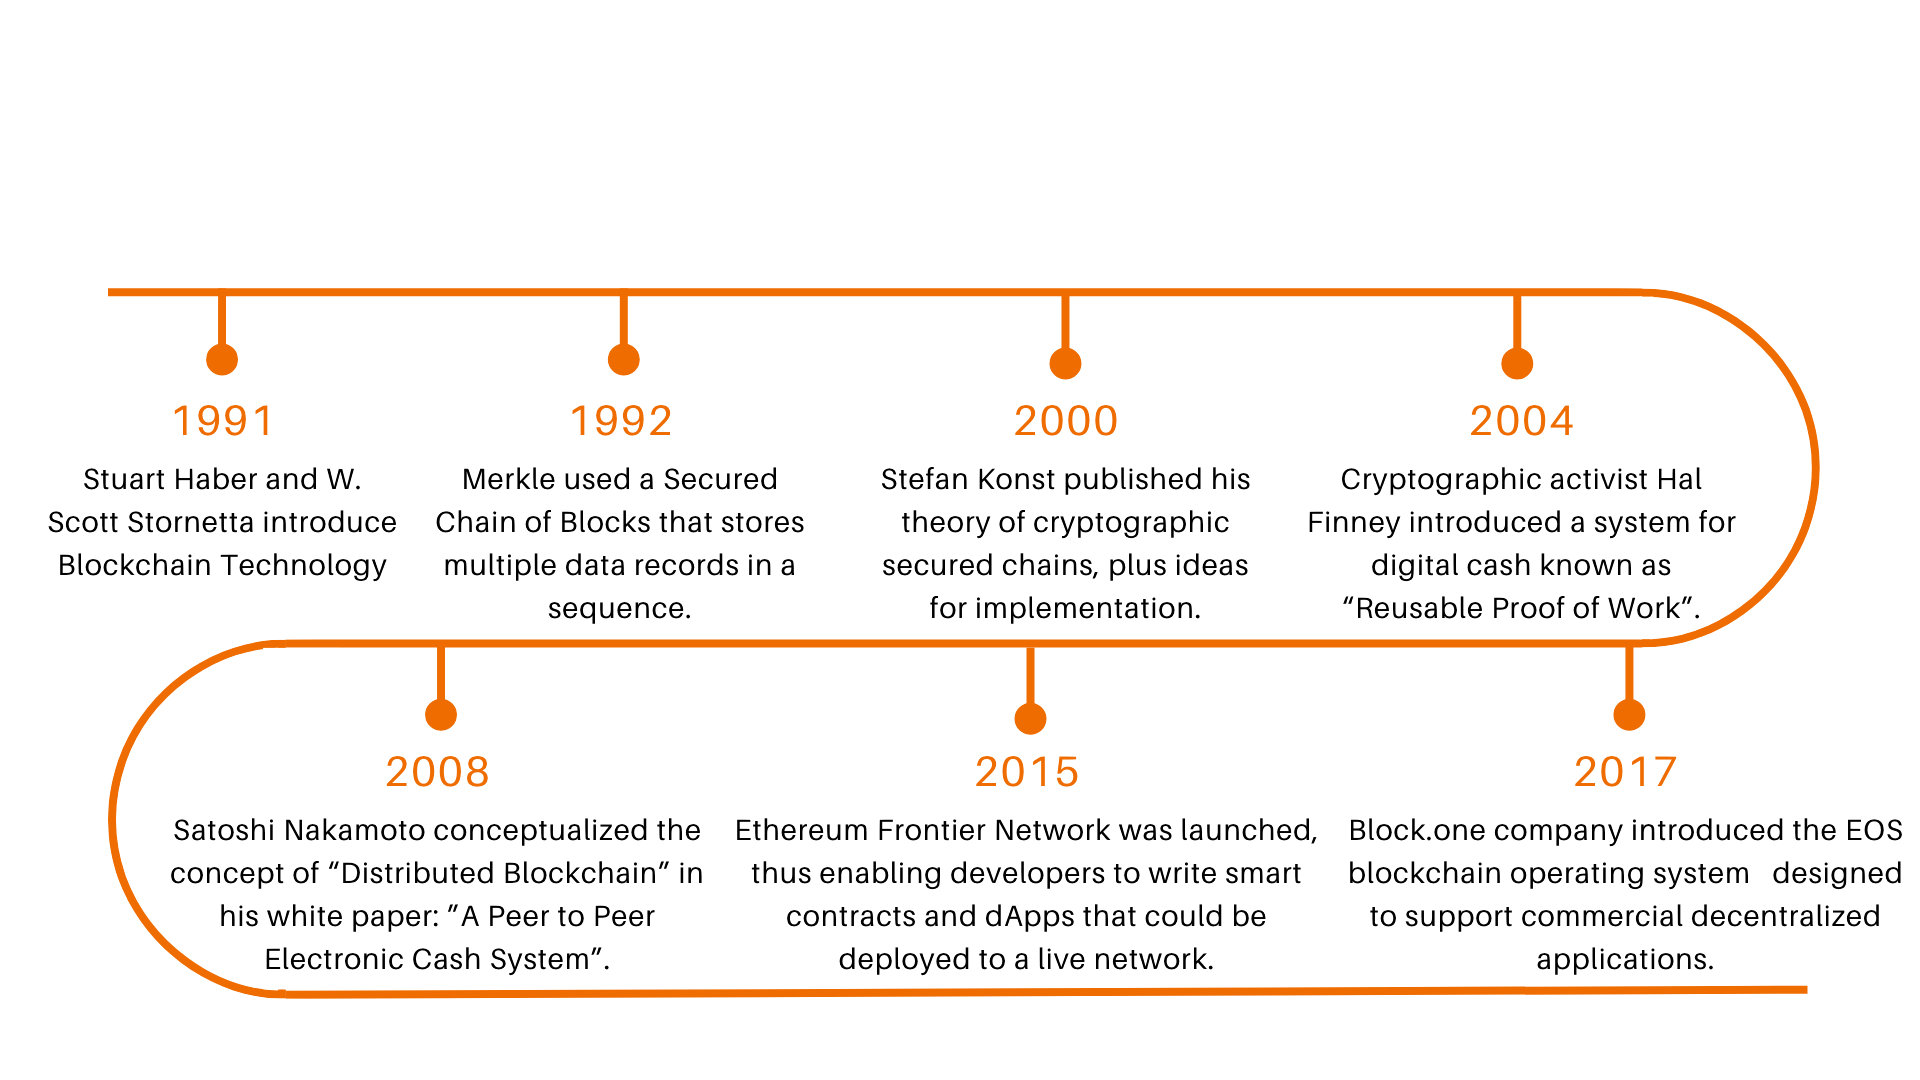 1991
Stuart Haber and W.
Scott Stornetta introduce
Blockchain Technology
1992
Merkle used a Secured
Chain of Blocks that stores
multiple data records in a
sequence.
2000
Stefan Konst published his
theory of cryptographic
secured chains, plus ideas
for implementation.
2004
Cryptographic activist Hal
Finney introduced a system for
digital cash known as
“Reusable Proof of Work”.
2008
Satoshi Nakamoto conceptualized the
concept of “Distributed Blockchain” in
his white paper: ”A Peer to Peer
Electronic Cash System”.
2015
Ethereum Frontier Network was launched,
thus enabling developers to write smart
contracts and dApps that could be
deployed to a live network.
2017
Block.one company introduced the EOS
blockchain operating system   designed
to support commercial decentralized
applications.